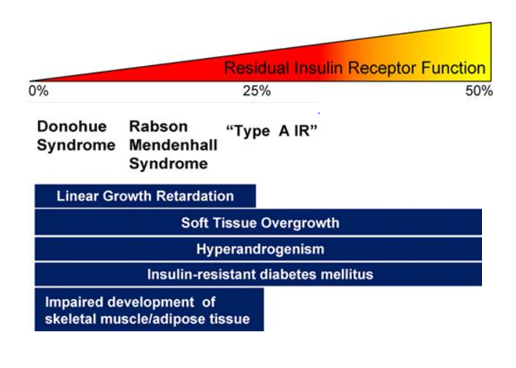 Residual Insulin Receptor Function
0% 25% 50%
Donohue Syndrome
Rabson Mendenhall Syndrome
“Type A IR”
Linear Growth Retardation
Soft Tissue Overgrowth
Hyperandrogenism
Insulin-resistant diabetes mellitus
Impaired development of
skeletal muscle/adipose tissue